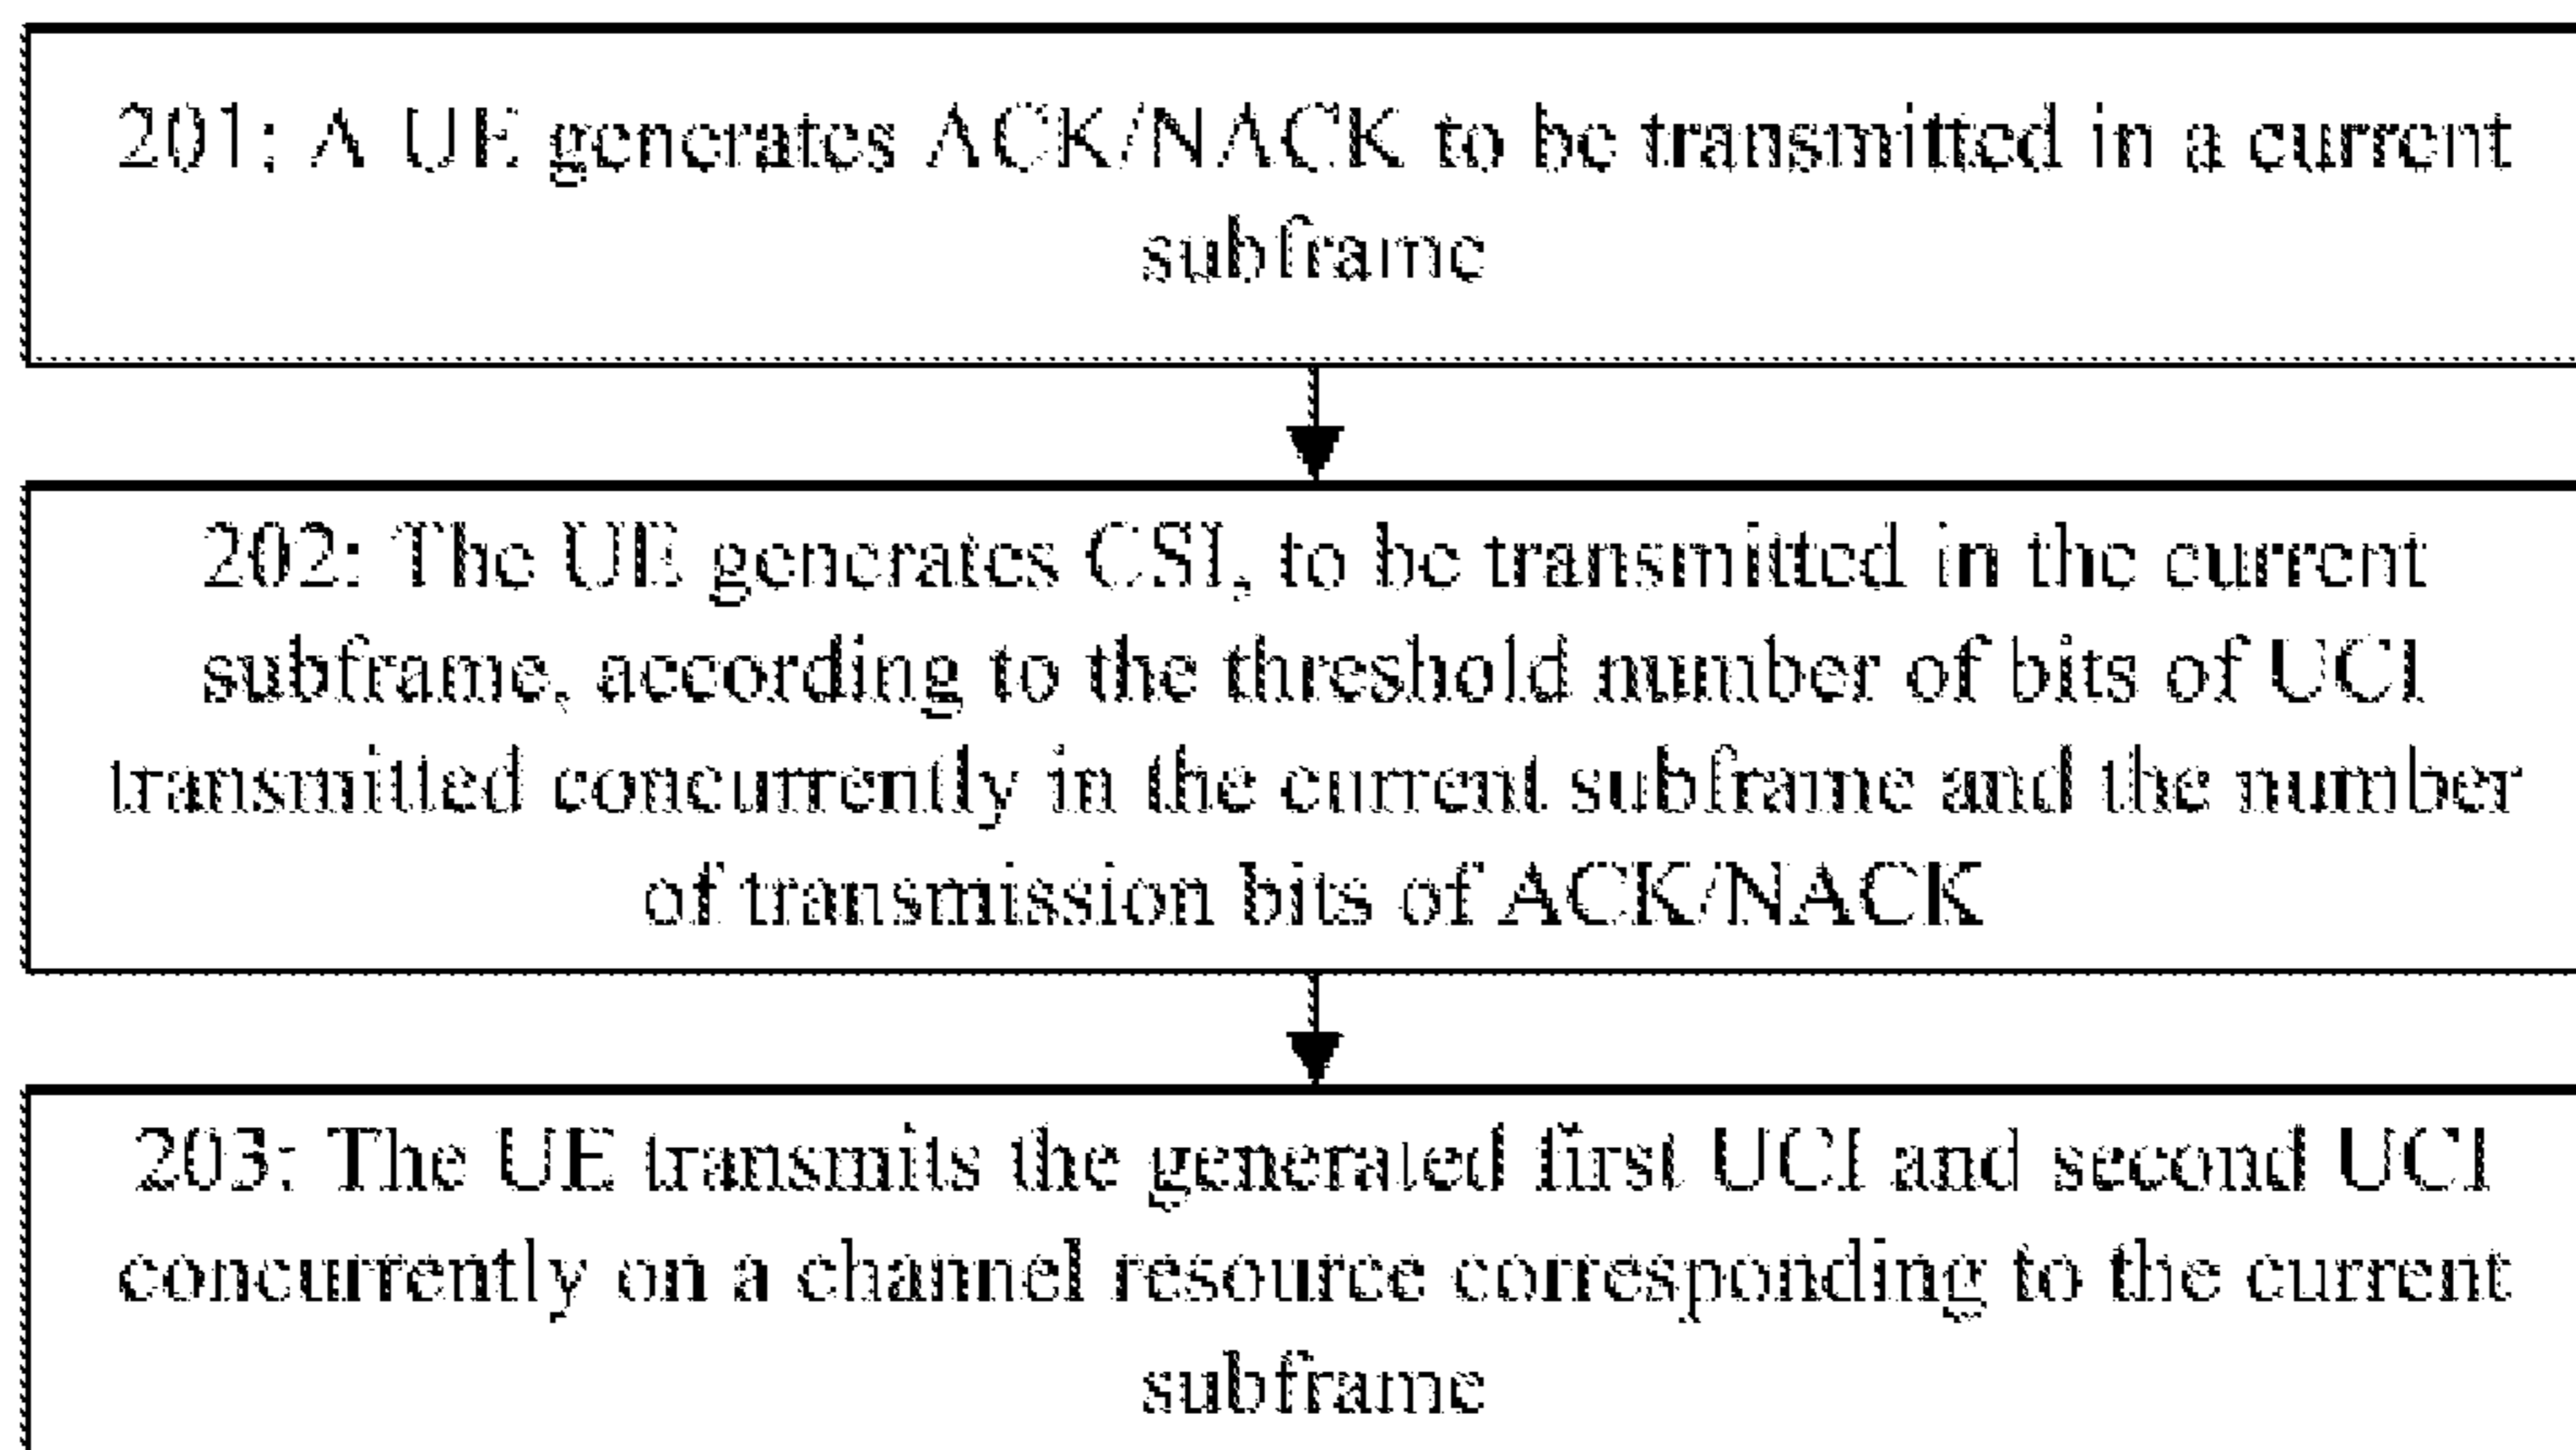 201: A UE generates ACK/NACK to be transmitted in a current
subframe
202: The UE generates CSI, to be transmitted in the current
subframe, according to the threshold number of bits of UCI
transmitted concurrently in the current subframe and the number
of transmission bits of ACK/NACK
203: The UE transmits the generated first UCI and second UCI
concurrently on a channel resource corresponding to the current
subframe